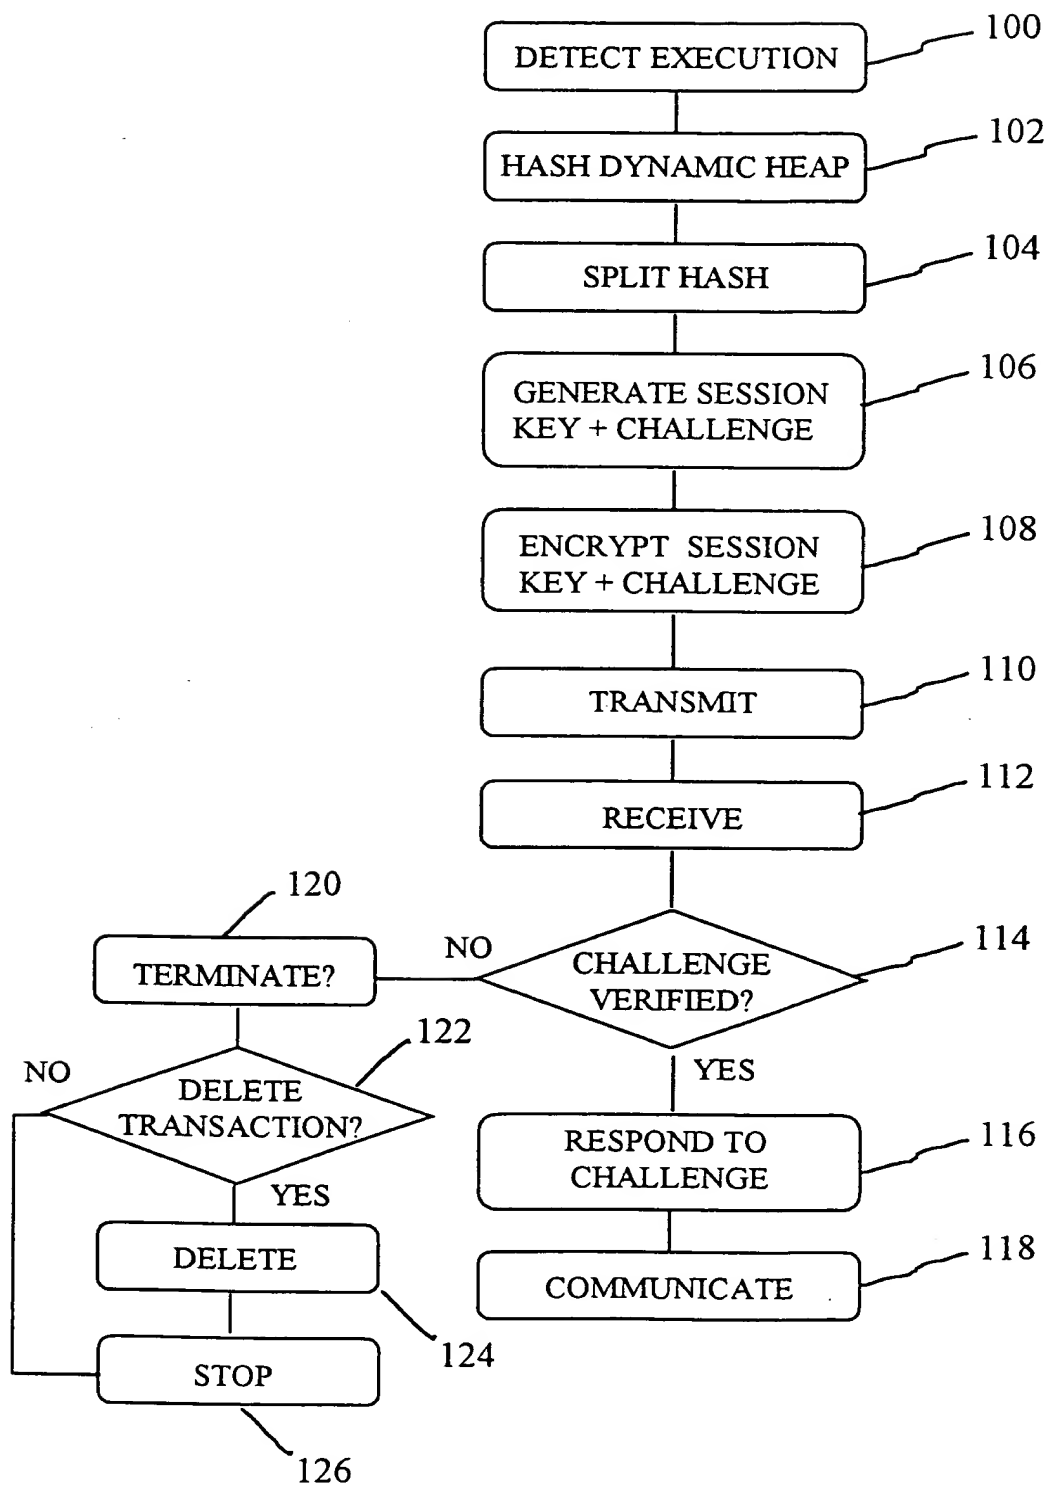 100
DETECT EXECUTION
102
HASH DYNAMIC HEAP
104
SPLIT HASH
106
GENERATE SESSION
KEY + CHALLENGE
108
ENCRYPT SESSION
KEY + CHALLENGE
110
TRANSMIT
112
RECEIVE
120
NO
114
CHALLENGE
VERIFIED?
TERMINATE?
122
NO
YES
DELETE
TRANSACTION?
116
RESPOND TO
CHALLENGE
YES
118
DELETE
COMMUNICATE
124
STOP
126